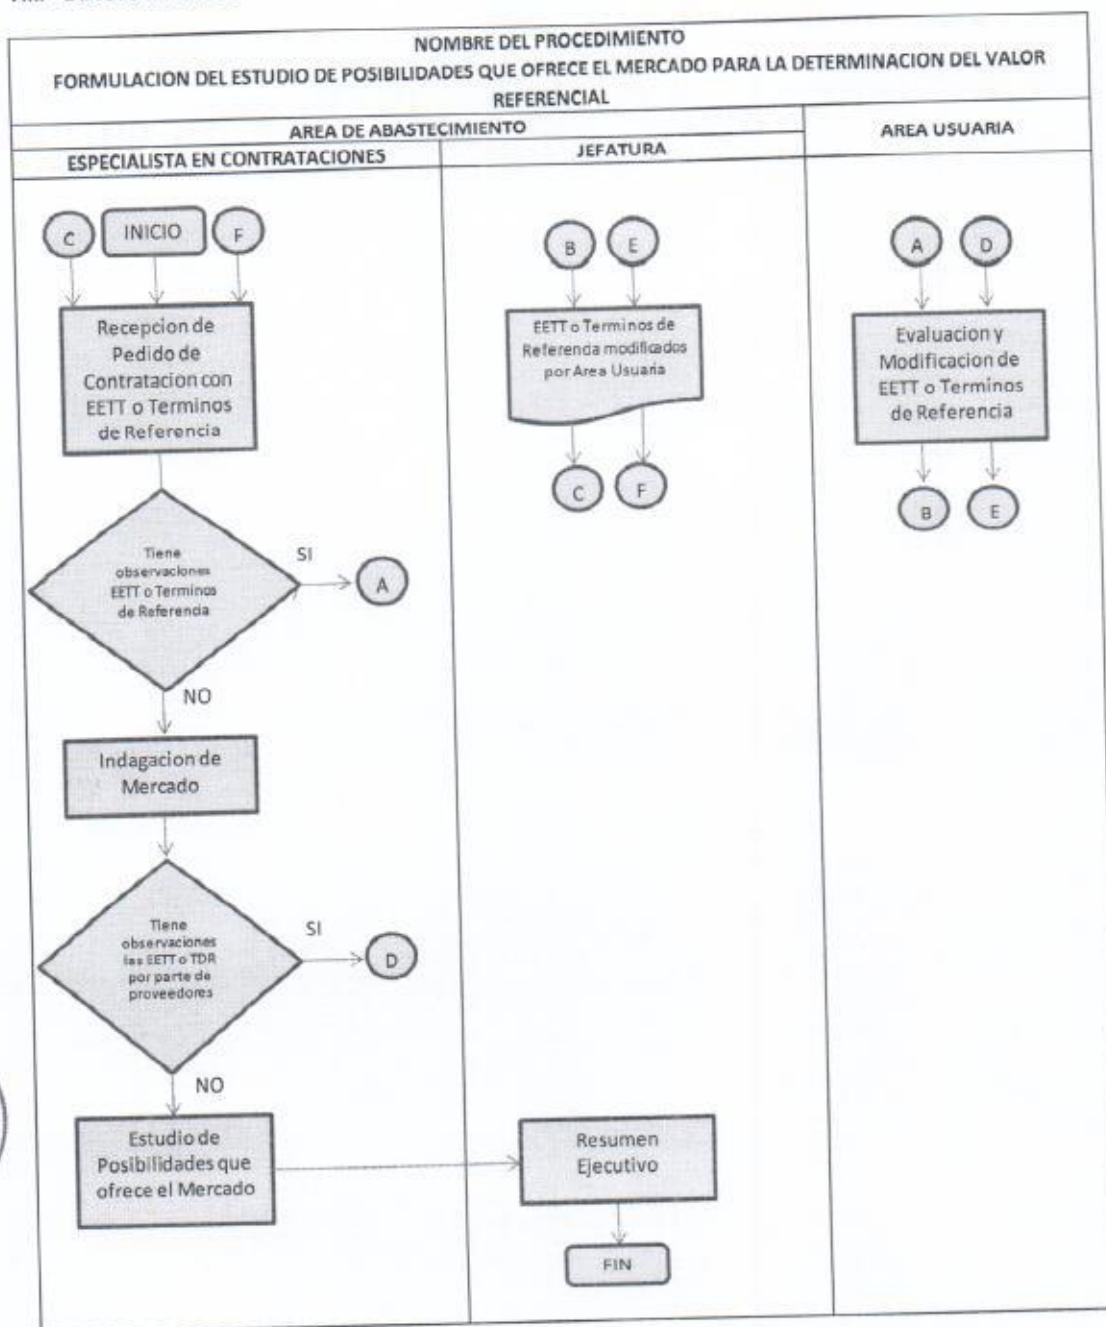 NOMBRE DEL PROCEDIMIENTO
FORMULACION DEL ESTUDIO DE POSIBILIDADES QUE OFRECE EL MERCADO PARA LA DETERMINACION DEL VALOR
REFERENCIAL
AREA DE ABASTECIMIENTO
AREA USUARIA
ESPECIALISTA EN CONTRATACIONES
JEFATURA
C
INICIO
F
Recepcion de
Pedido de
Contratacion con
EETT o Terminos
de Referencia
Tiene
observaciones
EETT o Terminos
de Referencia
SI
A
NO
Indagacion de
Mercado
Tiene
observaciones
las EETT o TDR
por parte de
proveedores
SI
D
NO
Estudio de
Posibilidades que
ofrece el Mercado
B
E
EETT o Terminos de
Referencia modificados
por Area Usuaria
C
F
Resumen
Ejecutivo
FIN
A
D
Evaluacion y
Modificacion de
EETT o Terminos
de Referencia
B
E